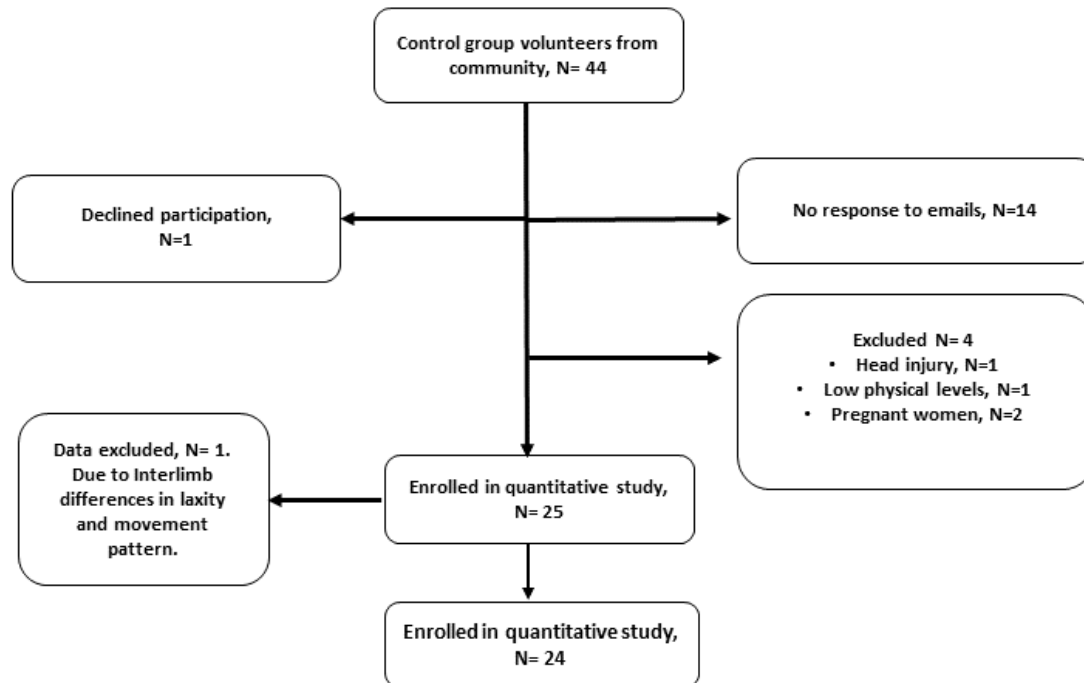 Control group volunteers from
community, N= 44
Declined participation,
N=1
No response to emails, N=14
Excluded N= 4
• Head injury, N=1
• Low physical levels, N=1
• Pregnant women, N=2
Data excluded, N= 1.
Due to Interlimb
differences in laxity
and movement
pattern.
Enrolled in quantitative study,
N= 25
Enrolled in quantitative study,
N= 24